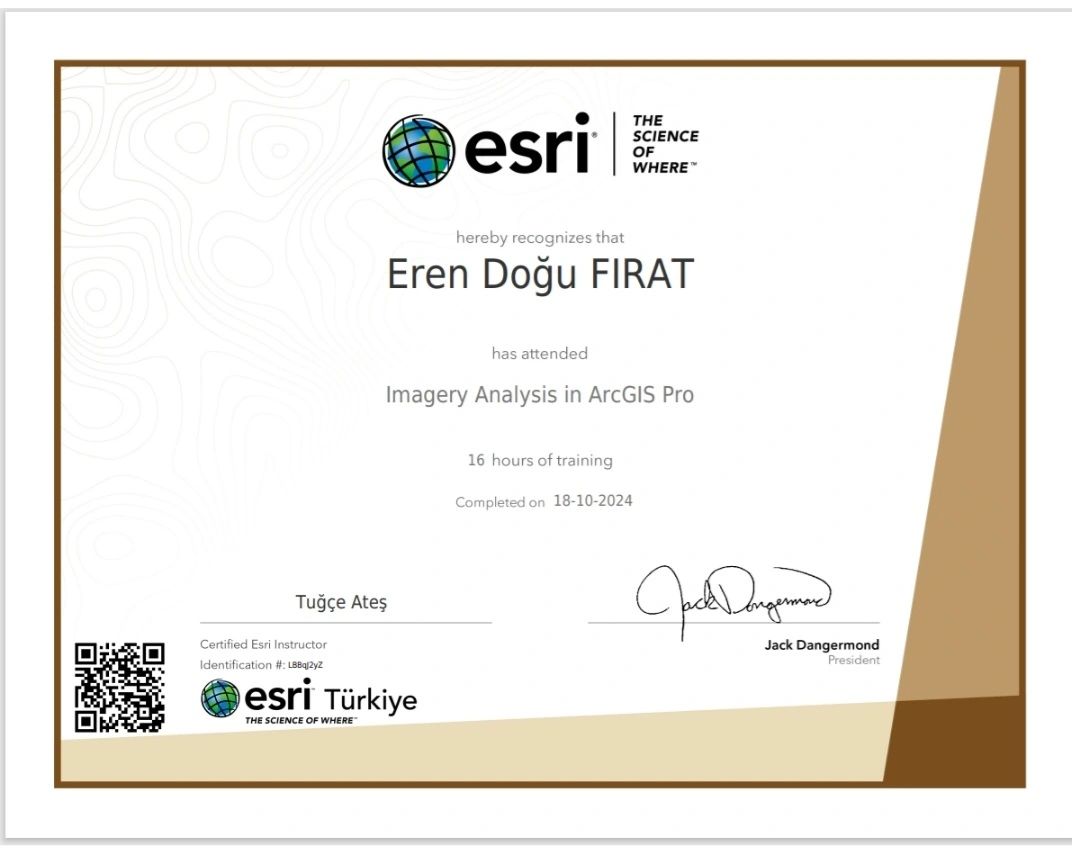 esri®
THE
SCIENCE
OF
WHERE™
hereby recognizes that
Eren Doğu FIRAT
has attended
Imagery Analysis in ArcGIS Pro
16 hours of training
Completed on 18-10-2024
Tuğçe Ateş
Jack Dangermond
Certified Esri Instructor
Jack Dangermond
President
Identification #: L8BqJ2yZ
esri Türkiye
THE SCIENCE OF WHERE™